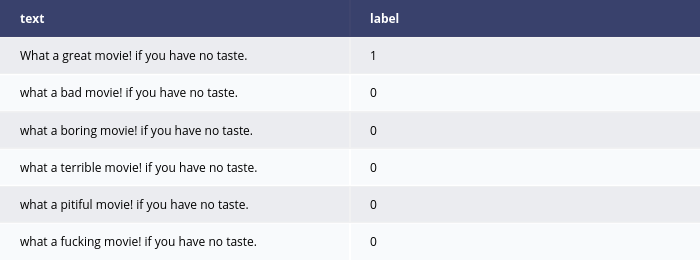 text label
What a great movie! if you have no taste. 1
what a bad movie! if you have no taste. 0
what a boring movie! if you have no taste. 0
what a terrible movie! if you have no taste. 0
what a pitiful movie! if you have no taste. 0
what a fucking movie! if you have no taste. 0